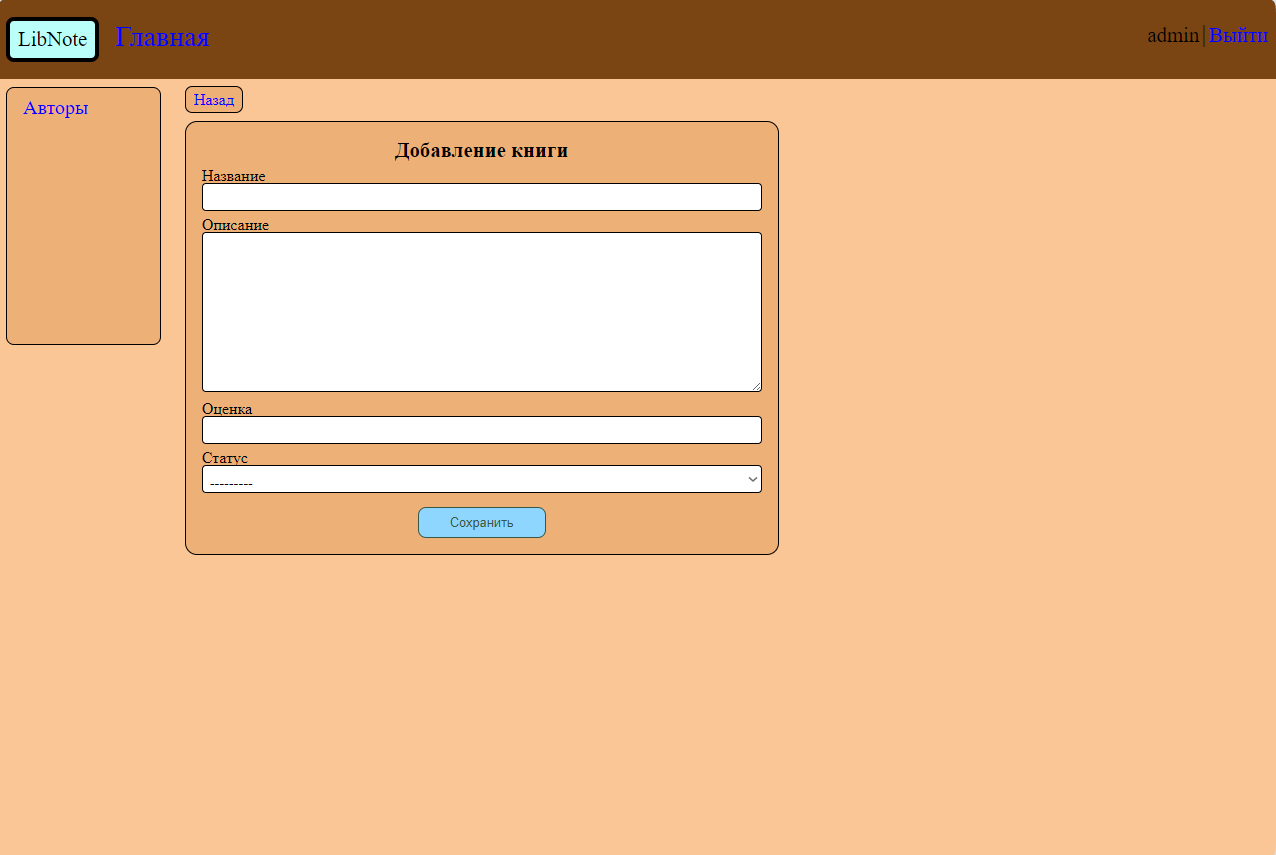 LibNote Главная admin|Выйти
Авторы
Назад
Добавление книги
Название
Описание
Оценка
Статус
---------
Сохранить